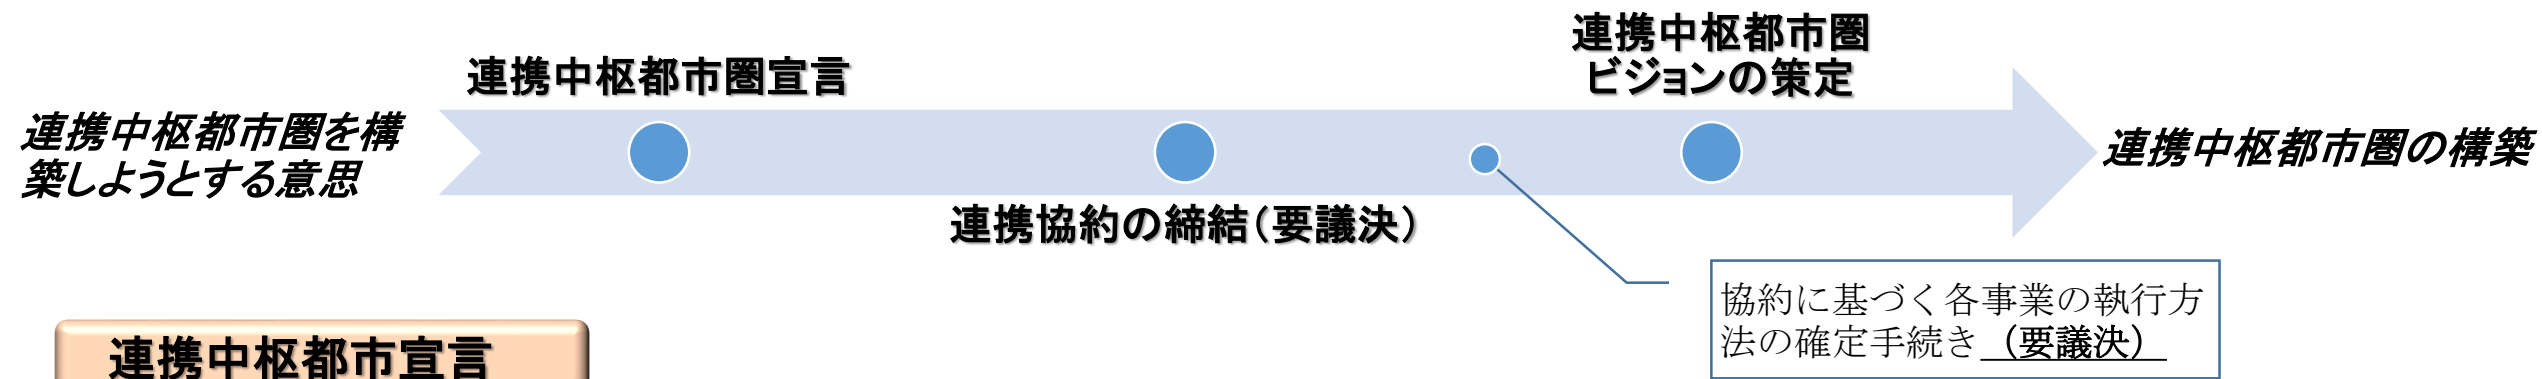 連携中枢都市圏を構
築しようとする意思
連携中枢都市圏宣言
連携協約の締結（要議決）
連携中枢都市圏
ビジョンの策定
連携中枢都市圏の構築
協約に基づく各事業の執行方
法の確定手続き（要議決）
連携中枢都市宣言